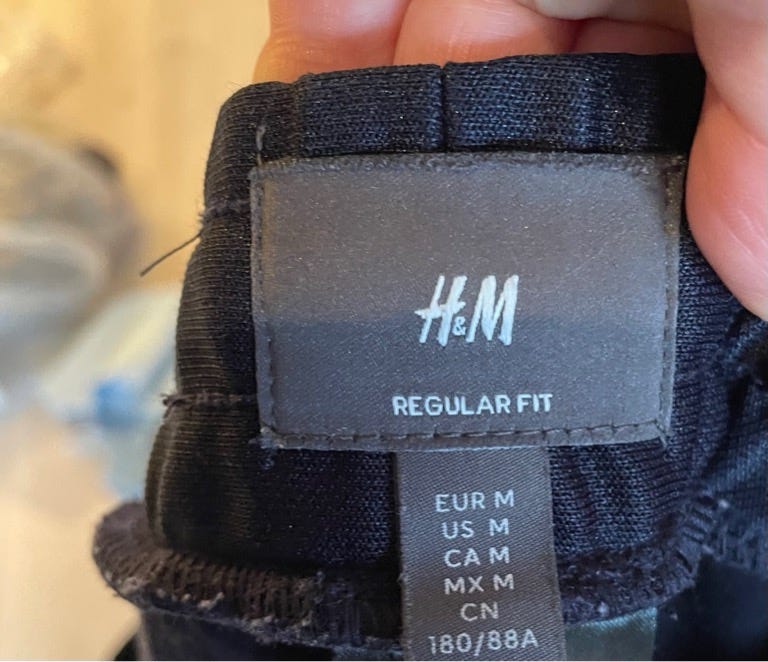 H&M
REGULAR FIT
EUR M
US M
CA M
MX M
CN
180/88A